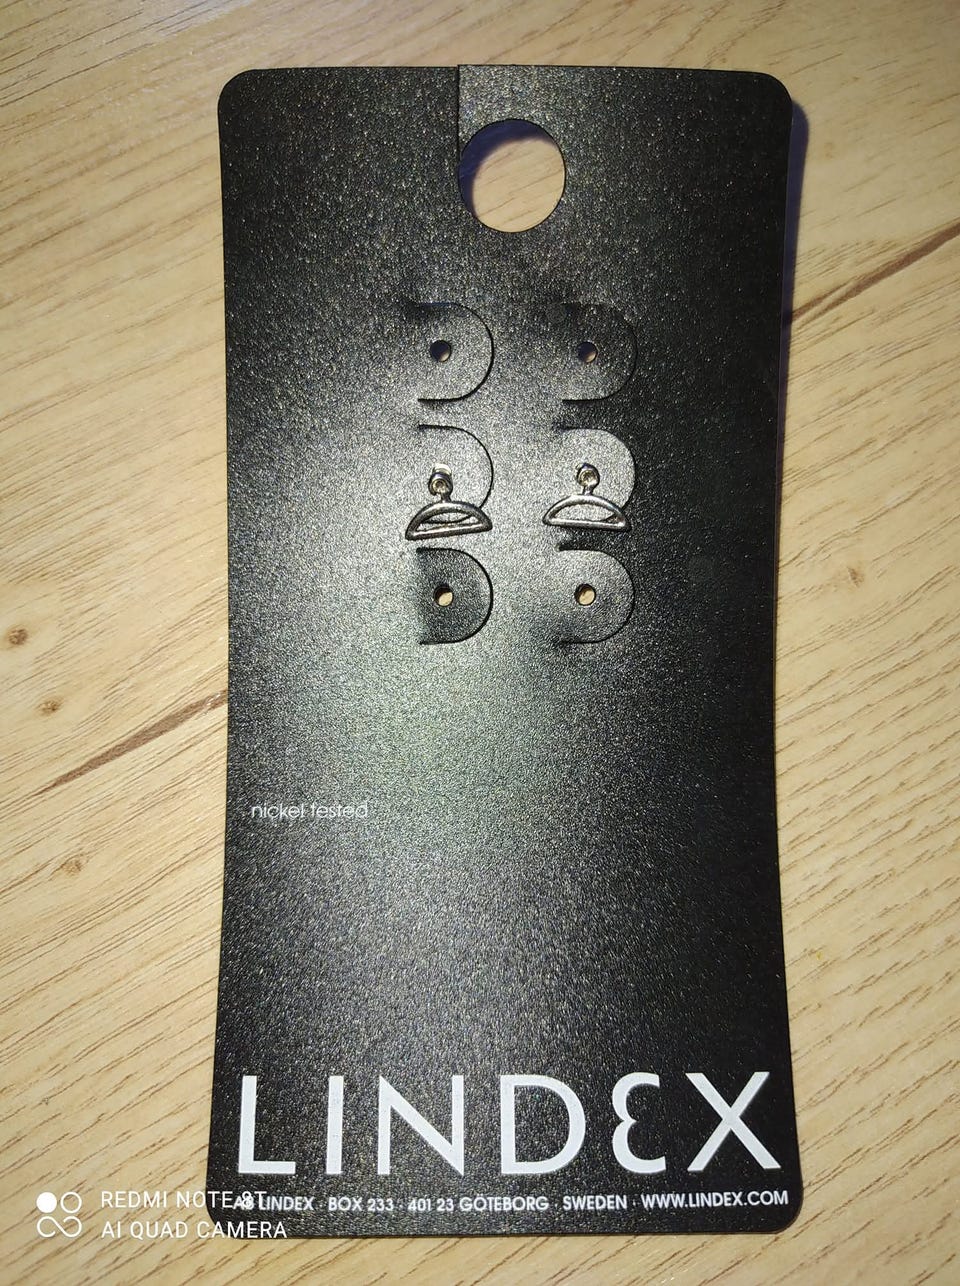 nickel tested
LINDEX
AB LINDEX · BOX 233 · 401 23 GÖTEBORG · SWEDEN · WWW.LINDEX.COM
REDMI NOTE 8T
AI QUAD CAMERA